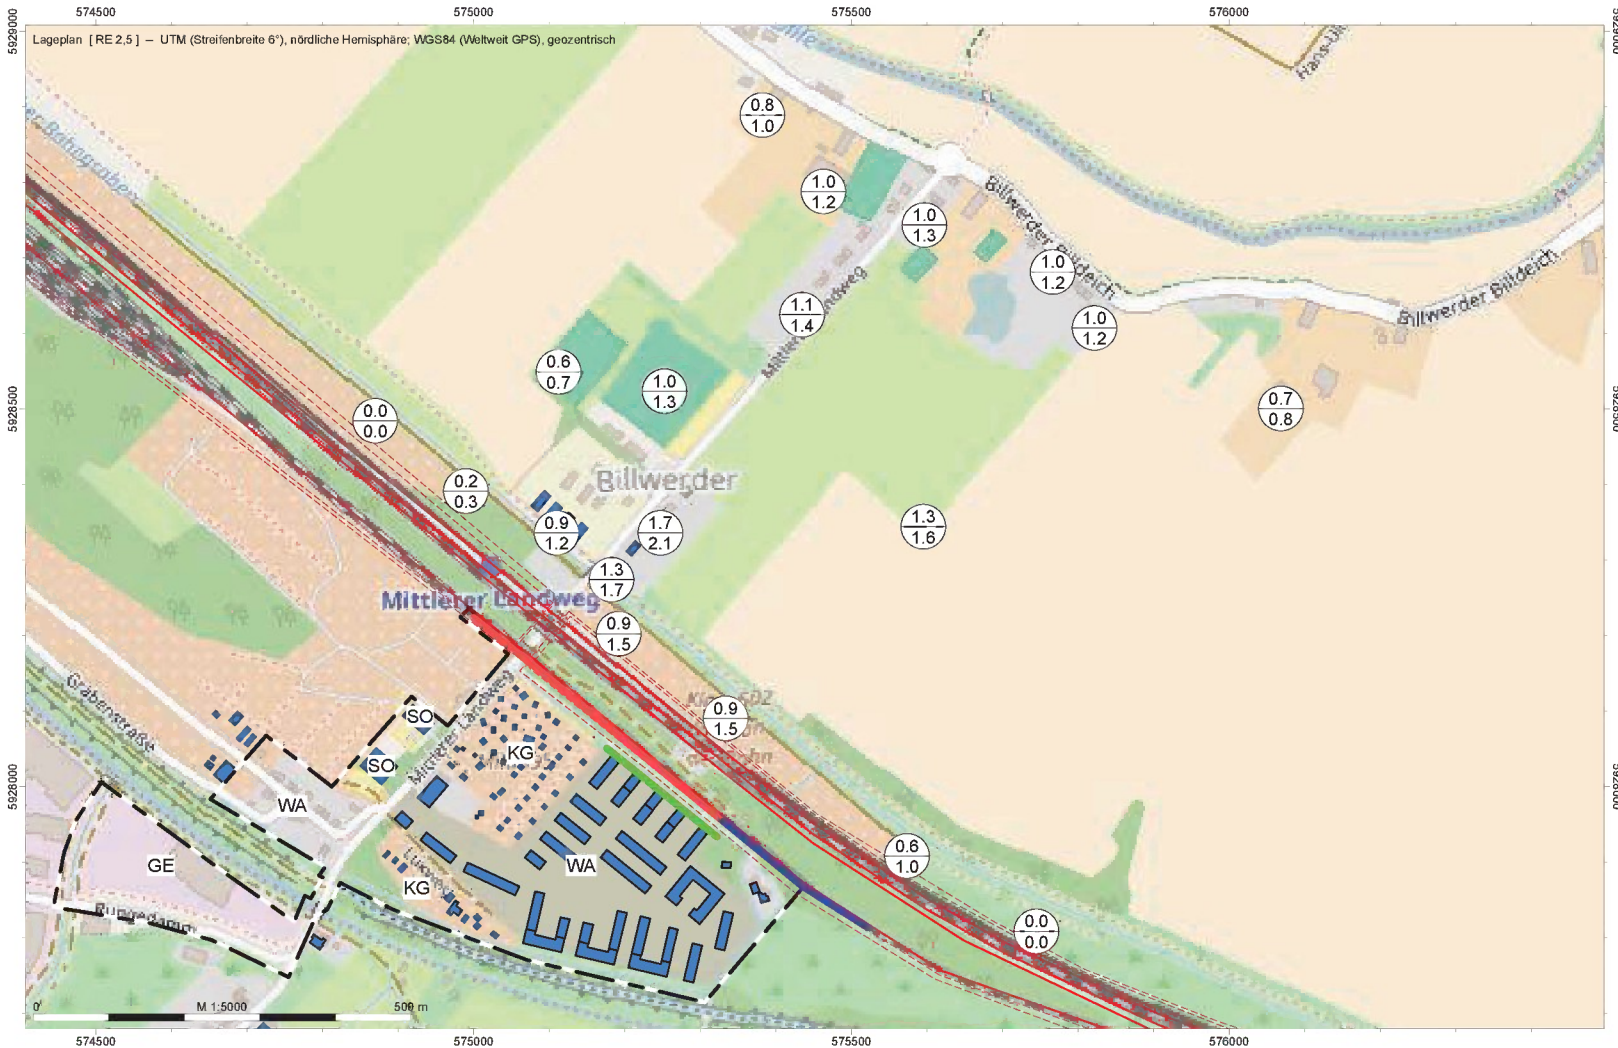 574500
575000
575500
576000
5929000
5929000
Lageplan [ RE 2,5 ] – UTM (Streifenbreite 6°), nördliche Hemisphäre; WGS84 (Weltweit GPS), geozentrisch
Bahngraben
0.8
1.0
1.0
1.2
1.0
1.3
Billwerder Billdeich
1.0
1.2
1.0
1.2
Billwerder Billdeich
1.1
1.4
Mittlerer Landweg
0.6
0.7
1.0
1.3
0.7
0.8
5928500
5928500
0.0
0.0
0.2
0.3
Billwerder
0.9
1.2
1.7
2.1
1.3
1.6
1.3
1.7
Mittlerer Landweg
0.9
1.5
0.9
1.5
Gräberstraße
Mittlerer Landweg
SO
SO
KG
WA
5928000
5928000
GE
KG
WA
0.6
1.0
0.0
0.0
Rungedamm
0
M 1:5000
500 m
574500
575000
575500
576000